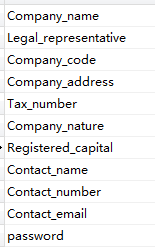 Company_name
Legal_representative
Company_code
Company_address
Tax_number
Company_nature
Registered_capital
Contact_name
Contact_number
Contact_email
password